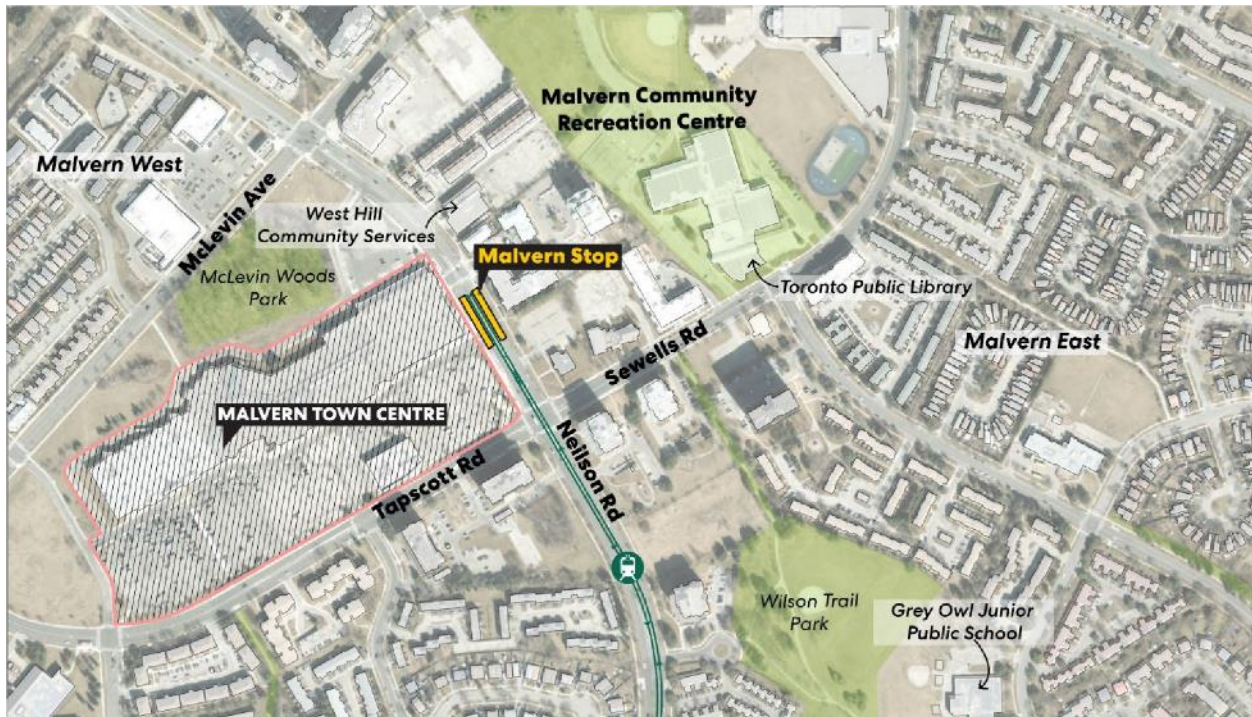 Malvern Community
Recreation Centre
Malvern West
McLevin Ave
West Hill
Community Services
McLevin Woods
Park
Malvern Stop
Toronto Public Library
Sewells Rd
Malvern East
MALVERN TOWN CENTRE
Neilson Rd
Tapscott Rd
Wilson Trail
Park
Grey Owl Junior
Public School